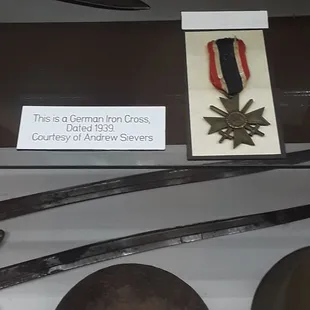 This is a German Iron Cross,
Dated 1939.
Courtesy of Andrew Sievers